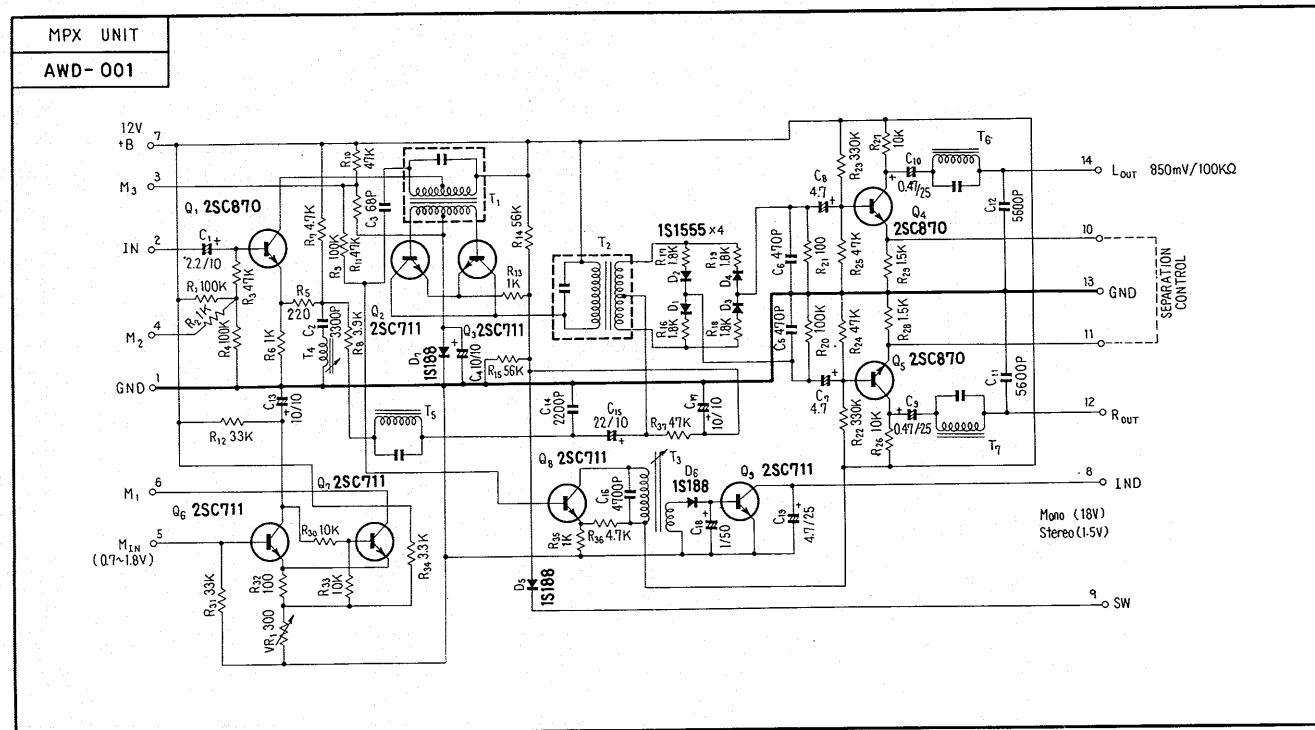 MPX UNIT
AWD-001
12V
+B 7
M3 3
IN 2
M2 4
GND 1
M1 6
MIN 5
(0.7~1.8V)
Q1 2SC870
C1 +
2.2/10
R1 100K
R2 1K
R3 47K
R4 100K
R5
220
R6 1K
R7 4.7K
C2
3300P
T4
R8 3.9K
R9 100K
R10
47K
R11 47K
C3 68P
T1
Q2
2SC711
Q3
2SC711
D7
1S188
C4 10/10
R13
1K
R14 56K
R15 56K
T2
1S1555×4
R17
1.8K
R19
1.8K
D2
D4
D1
D3
R16
1.8K
R18
1.8K
C8
4.7
C6 470P
C5 470P
R21 100
R20 100K
R23 330K
R25 47K
R24 47K
R22 330K
R27
10K
C10
0.47/25
T6
Q4
2SC870
R29 1.5K
R28 1.5K
Q5
2SC870
C7
4.7
C9
0.47/25
R26 10K
T7
C12
5600P
C11
5600P
14 LOUT 850mV/100KΩ
10
13 GND
11
SEPARATION
CONTROL
12 ROUT
8 IND
Mono (18V)
Stereo (1.5V)
9 SW
C13
10/10
R12 33K
T5
C14
2200P
C15
22/10
R37 47K
10/10
Q6 2SC711
Q7 2SC711
R30 10K
R31 33K
R32
100
R33
10K
R34 3.3K
VR1 300
Q8 2SC711
C16
4700P
T3
R35
1K
R36 4.7K
D6
1S188
Q9 2SC711
C18
1/50
C19
4.7/25
D5
1S188